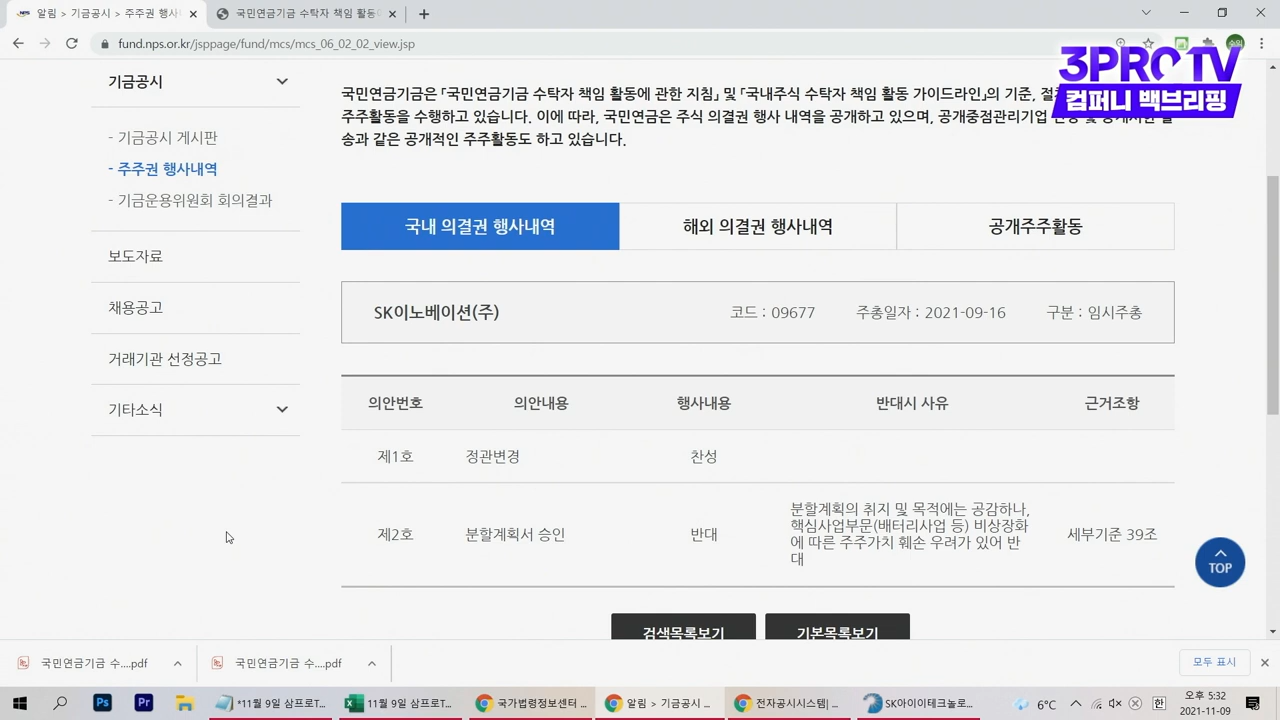 알림 > 기금공시 > 주주권 행사
국민연금기금 수탁자 책임 활동
fund.nps.or.kr/jsppage/fund/mcs/mcs_06_02_02_view.jsp
수익
3PRO TV
컴퍼니 백브리핑
기금공시
- 기금공시 게시판
- 주주권 행사내역
- 기금운용위원회 회의결과
보도자료
채용공고
거래기관 선정공고
기타소식
국민연금기금은 「국민연금기금 수탁자 책임 활동에 관한 지침」 및 「국내주식 수탁자 책임 활동 가이드라인」의 기준,
주주활동을 수행하고 있습니다. 이에 따라, 국민연금은 주식 의결권 행사 내역을 공개하고 있으며, 공개중점관리기업
송과 같은 공개적인 주주활동도 하고 있습니다.
국내 의결권 행사내역 해외 의결권 행사내역 공개주주활동
SK이노베이션(주) 코드 : 09677 주총일자 : 2021-09-16 구분 : 임시주총
의안번호 의안내용 행사내용 반대시 사유 근거조항
제1호 정관변경 찬성
제2호 분할계획서 승인 반대 분할계획의 취지 및 목적에는 공감하나,
핵심사업부문(배터리사업 등) 비상장화
에 따른 주주가치 훼손 우려가 있어 반
대
세부기준 39조
TOP
검색목록보기 기본목록보기
국민연금기금 수....pdf 국민연금기금 수....pdf 모두 표시
Ps Pr *11월 9일 삼프로T... 11월 9일 삼프로T... 국가법령정보센터 ... 알림 > 기금공시 ... 전자공시시스템 | ... SK아이이테크놀로... 6°C 한 오후 5:32
2021-11-09